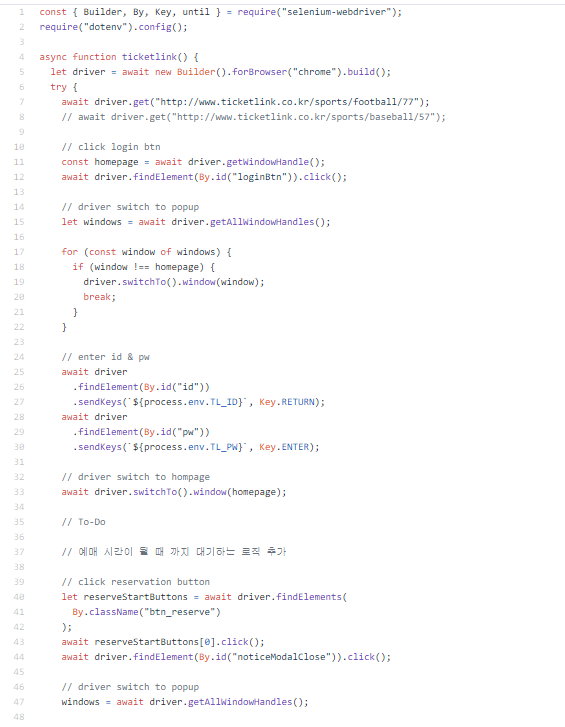 1 const { Builder, By, Key, until } = require("selenium-webdriver");
2 require("dotenv").config();
3
4 async function ticketlink() {
5   let driver = await new Builder().forBrowser("chrome").build();
6   try {
7     await driver.get("http://www.ticketlink.co.kr/sports/football/77");
8     // await driver.get("http://www.ticketlink.co.kr/sports/baseball/57");
9
10     // click login btn
11     const homepage = await driver.getWindowHandle();
12     await driver.findElement(By.id("loginBtn")).click();
13
14     // driver switch to popup
15     let windows = await driver.getAllWindowHandles();
16
17     for (const window of windows) {
18       if (window !== homepage) {
19         driver.switchTo().window(window);
20         break;
21       }
22     }
23
24     // enter id & pw
25     await driver
26       .findElement(By.id("id"))
27       .sendKeys(`${process.env.TL_ID}`, Key.RETURN);
28     await driver
29       .findElement(By.id("pw"))
30       .sendKeys(`${process.env.TL_PW}`, Key.ENTER);
31
32     // driver switch to hompage
33     await driver.switchTo().window(homepage);
34
35     // To-Do
36
37     // 예매 시간이 될 때 까지 대기하는 로직 추가
38
39     // click reservation button
40     let reserveStartButtons = await driver.findElements(
41       By.className("btn_reserve")
42     );
43     await reserveStartButtons[0].click();
44     await driver.findElement(By.id("noticeModalClose")).click();
45
46     // driver switch to popup
47     windows = await driver.getAllWindowHandles();
48